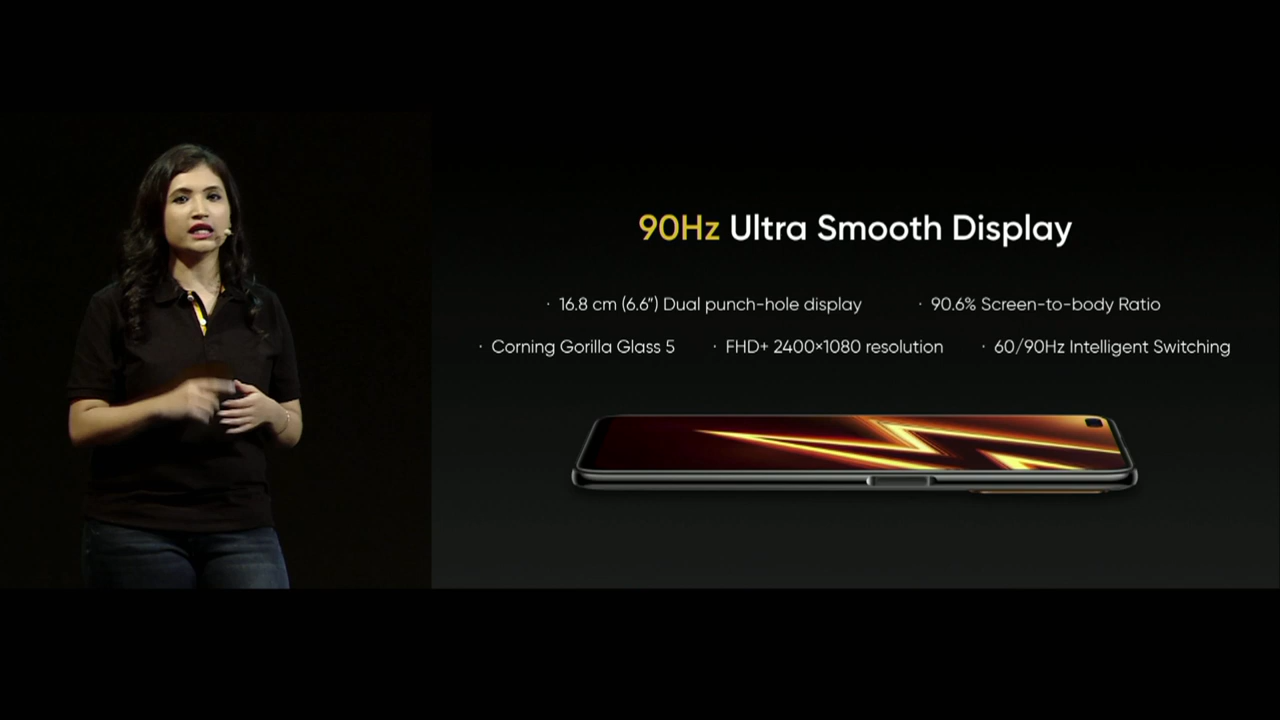 90Hz Ultra Smooth Display
· 16.8 cm (6.6") Dual punch-hole display · 90.6% Screen-to-body Ratio
· Corning Gorilla Glass 5 · FHD+ 2400×1080 resolution · 60/90Hz Intelligent Switching